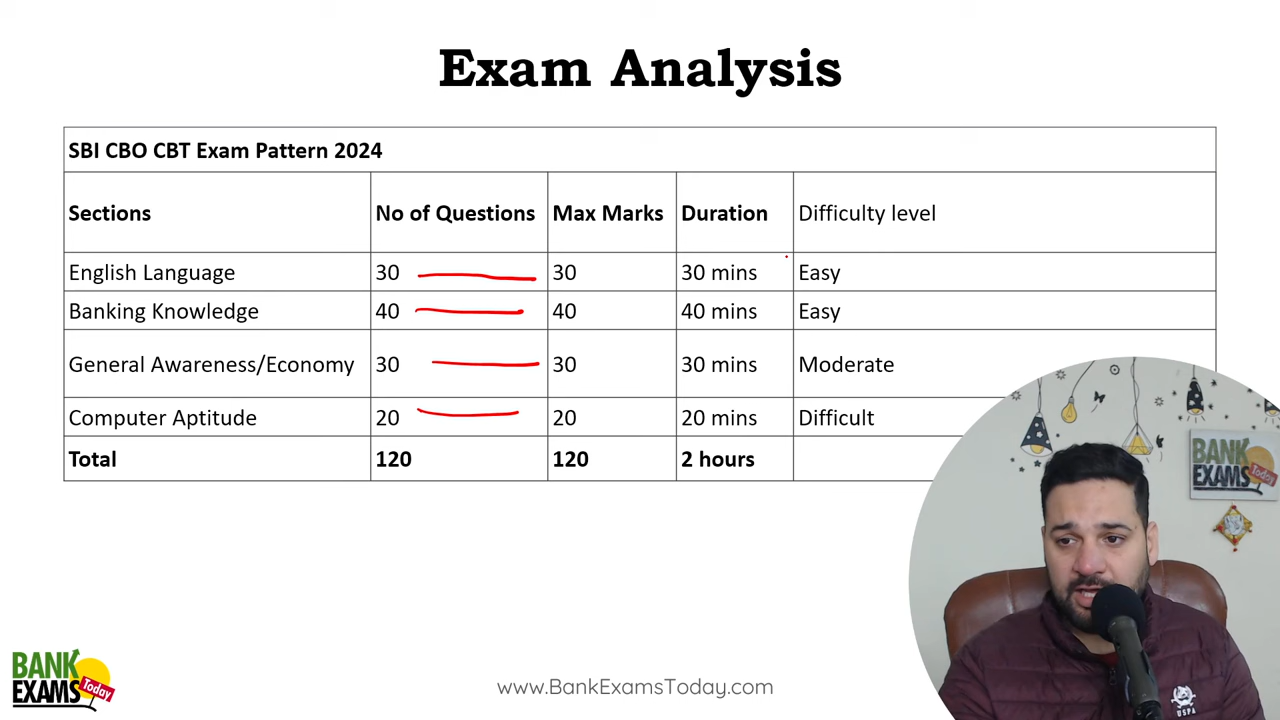 Exam Analysis
SBI CBO CBT Exam Pattern 2024
Sections No of Questions Max Marks Duration Difficulty level
English Language 30 30 30 mins Easy
Banking Knowledge 40 40 40 mins Easy
General Awareness/Economy 30 30 30 mins Moderate
Computer Aptitude 20 20 20 mins Difficult
Total 120 120 2 hours
BANK
EXAMS
Today
BANK
EXAMS
Today
www.BankExamsToday.com
USPA